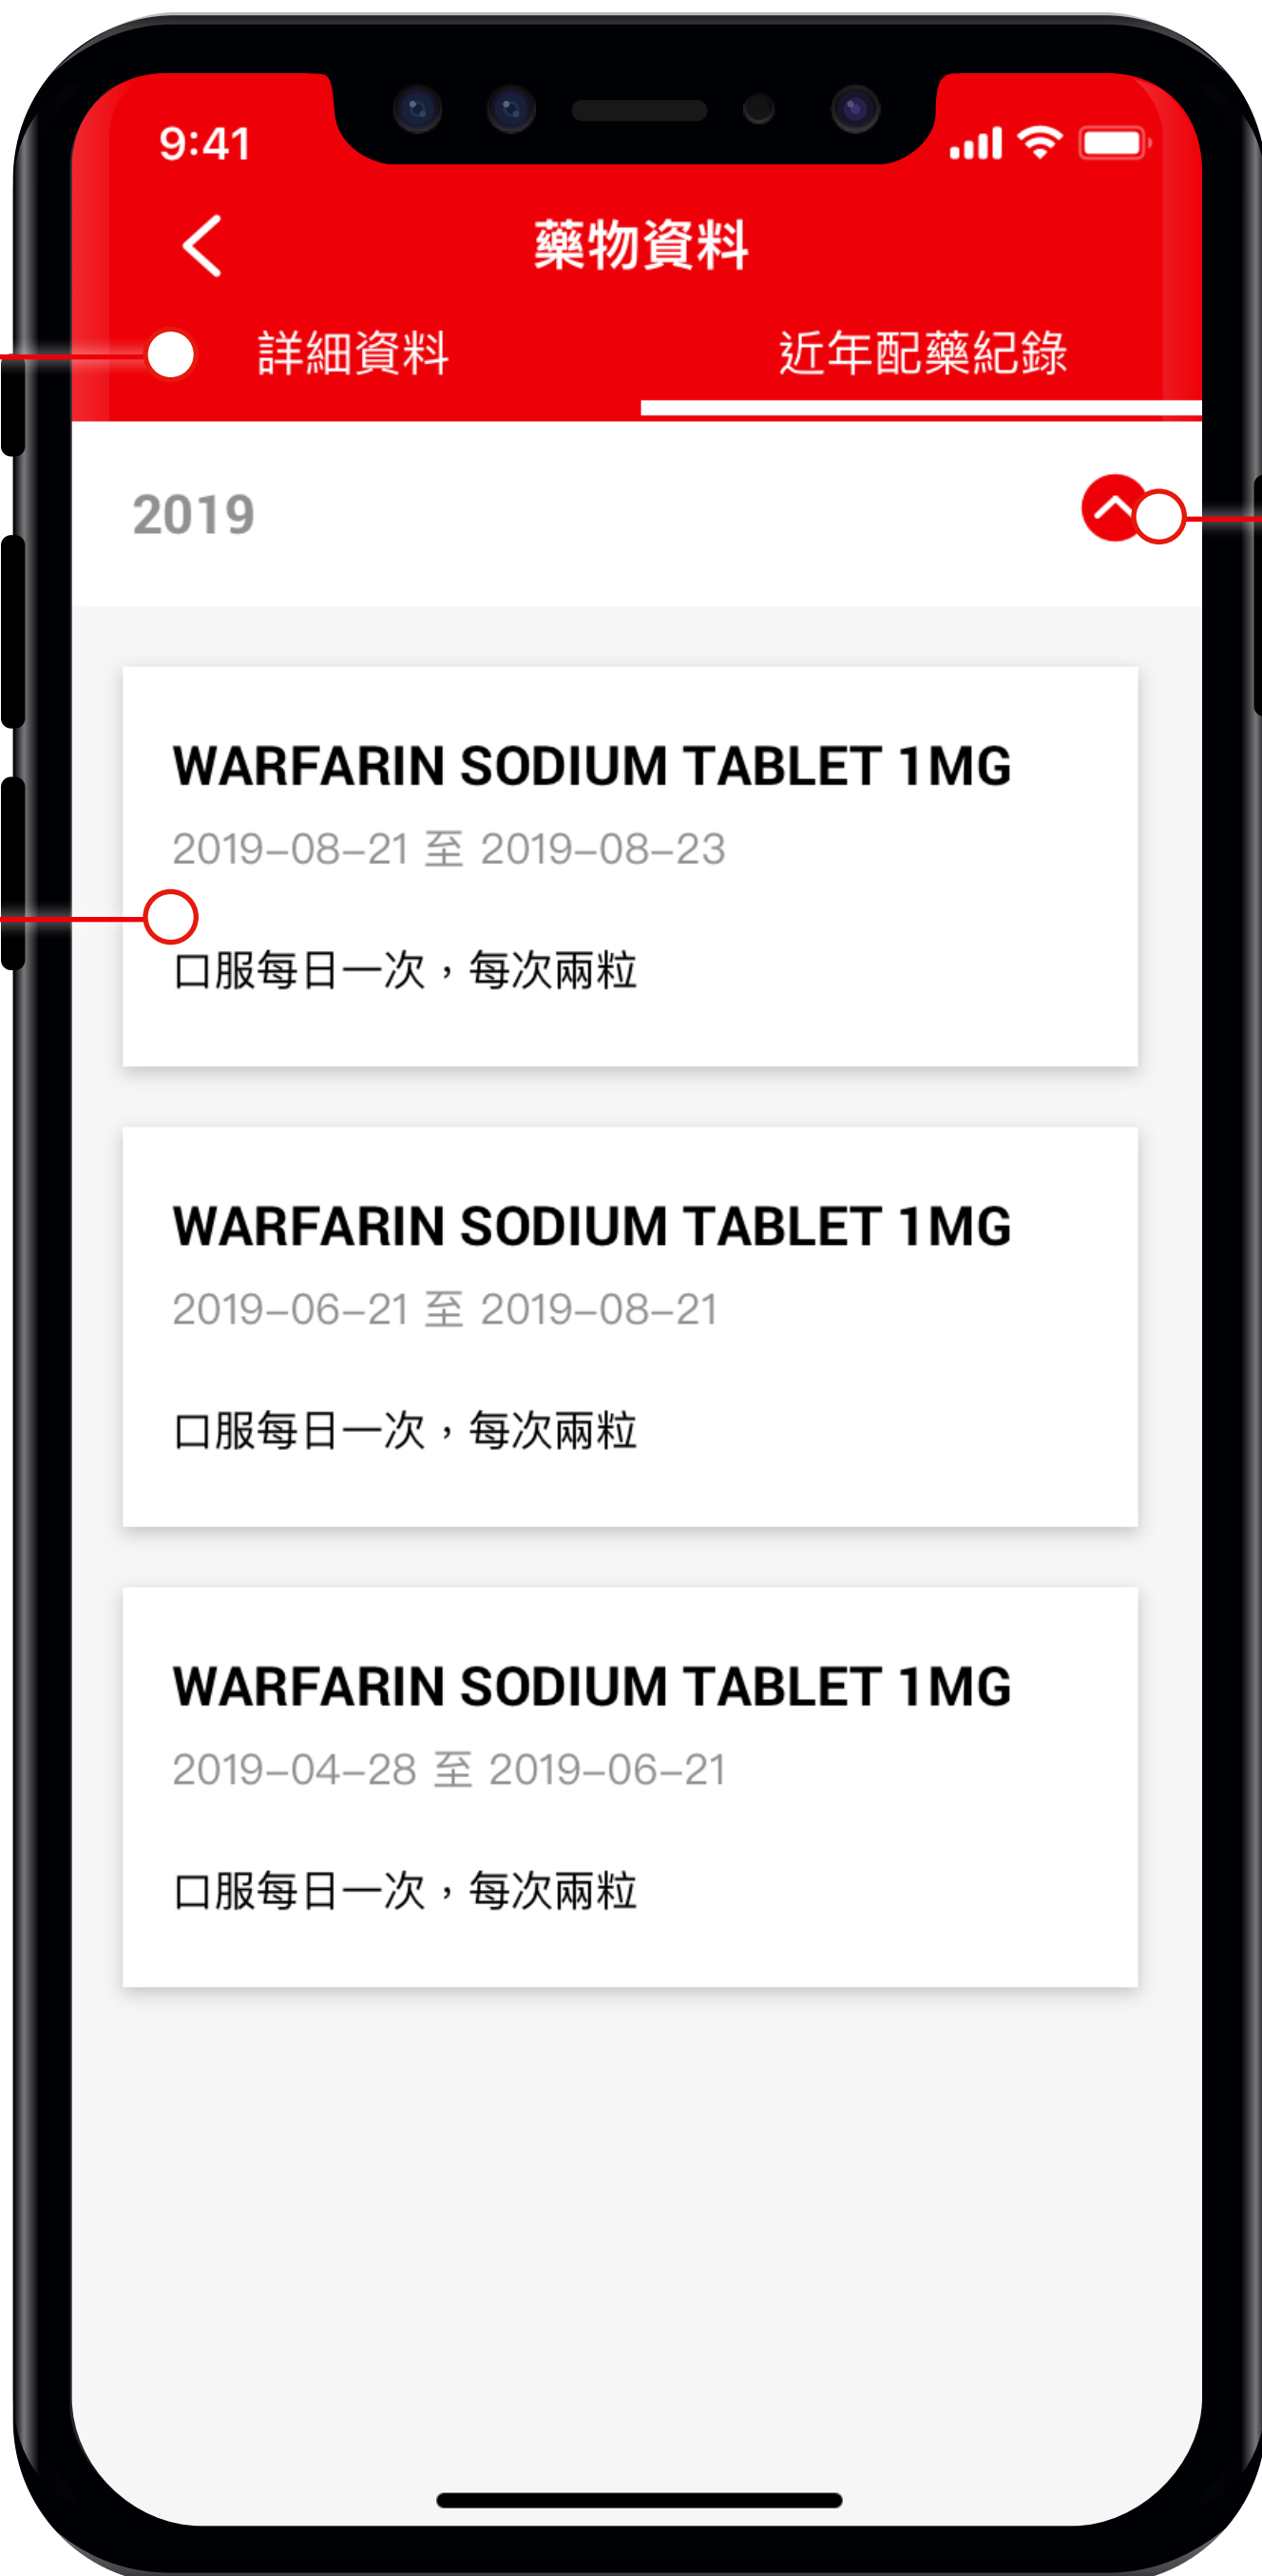 9:41
藥物資料
詳細資料
近年配藥紀錄
2019
WARFARIN SODIUM TABLET 1MG
2019-08-21 至 2019-08-23
口服每日一次，每次兩粒
WARFARIN SODIUM TABLET 1MG
2019-06-21 至 2019-08-21
口服每日一次，每次兩粒
WARFARIN SODIUM TABLET 1MG
2019-04-28 至 2019-06-21
口服每日一次，每次兩粒